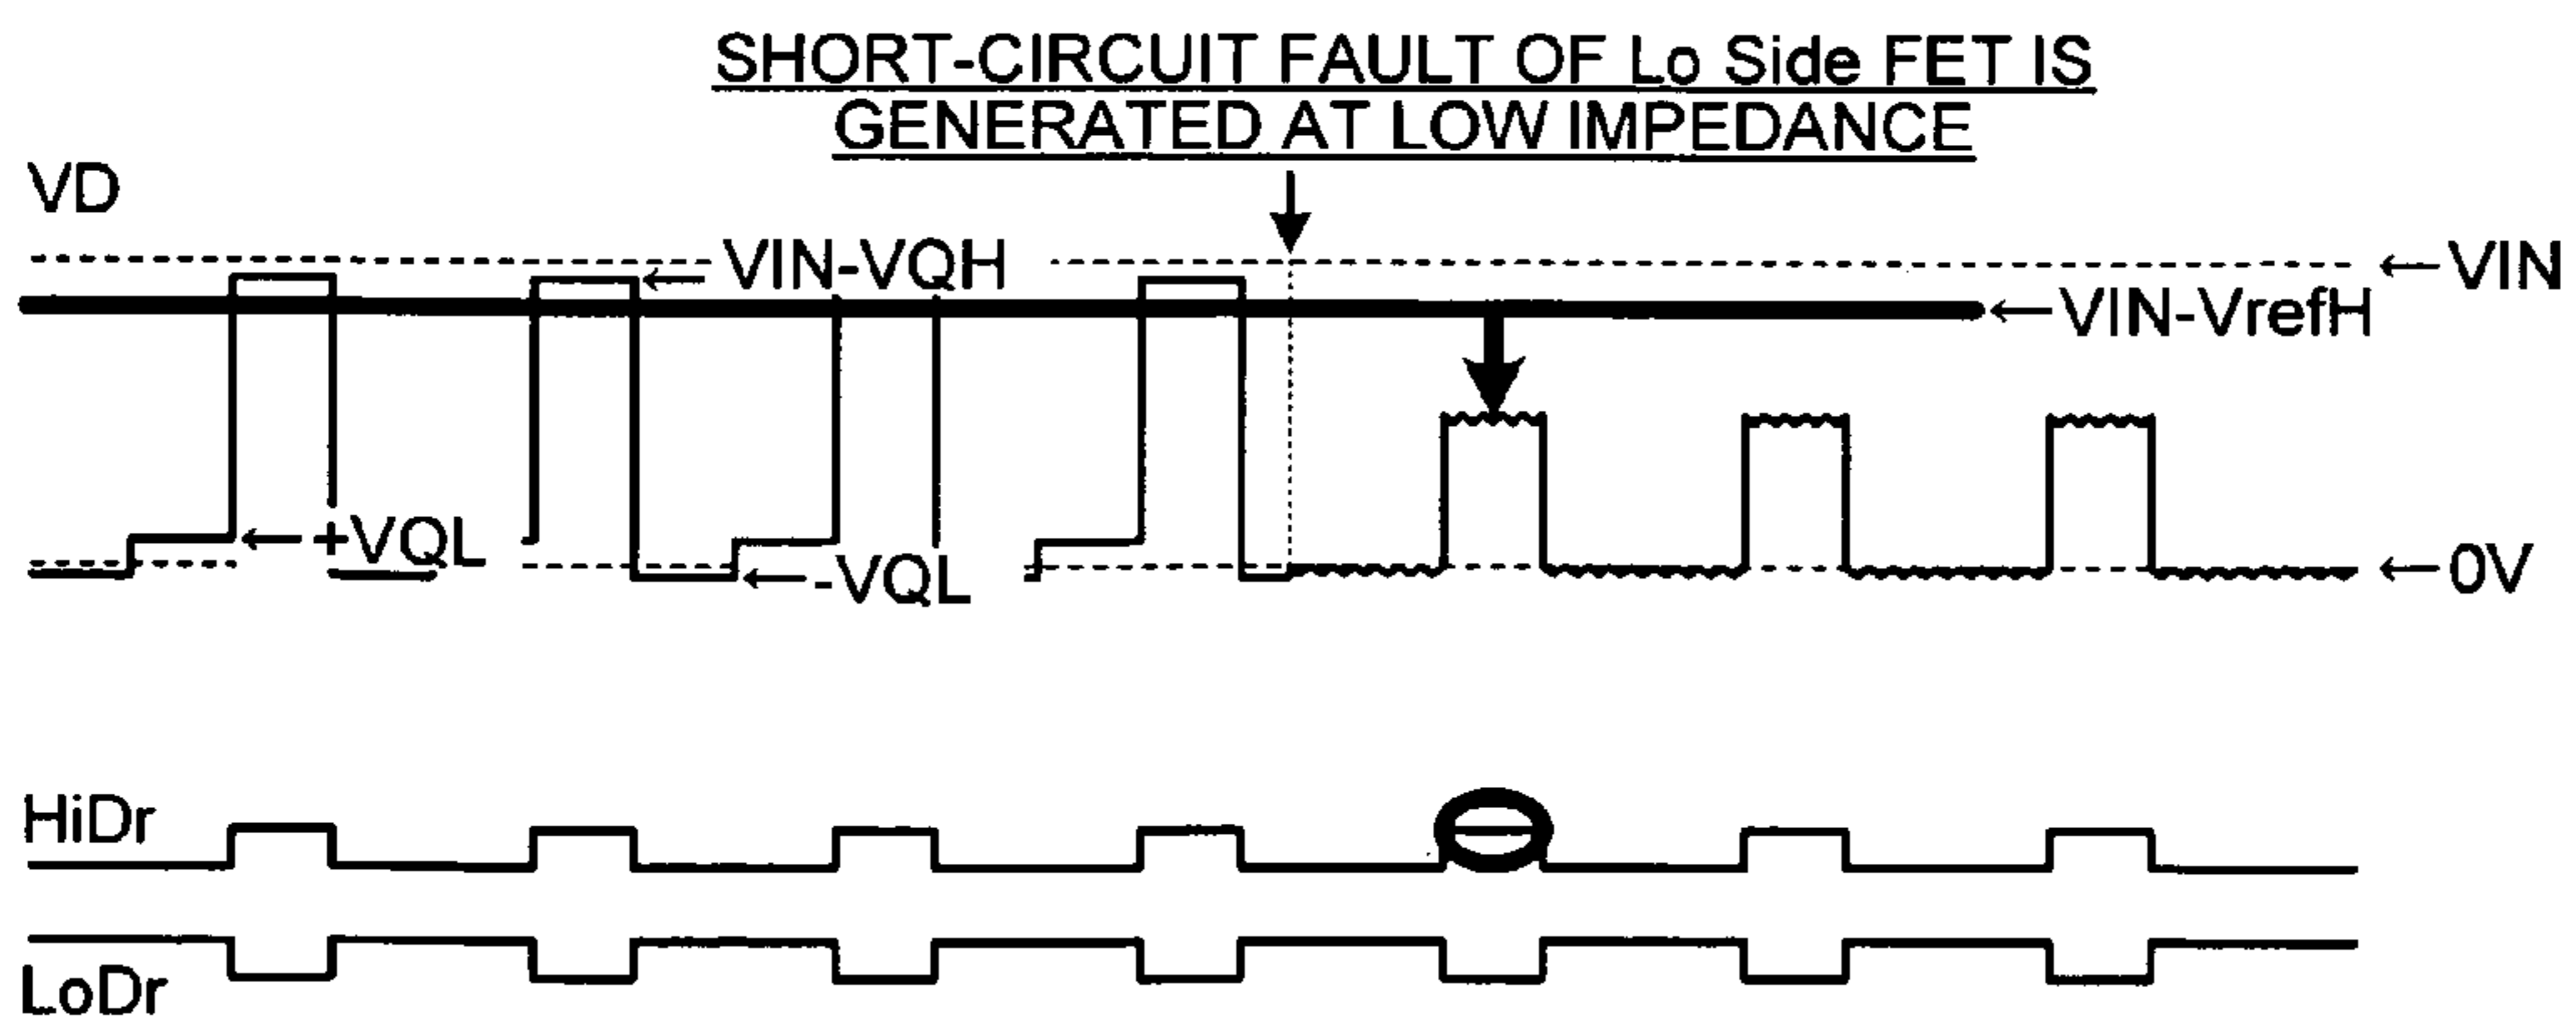 SHORT-CIRCUIT FAULT OF Lo Side FET IS
GENERATED AT LOW IMPEDANCE
VD
VIN-VQH
VIN
VIN-VrefH
+VQL
-VQL
0V
HiDr
LoDr